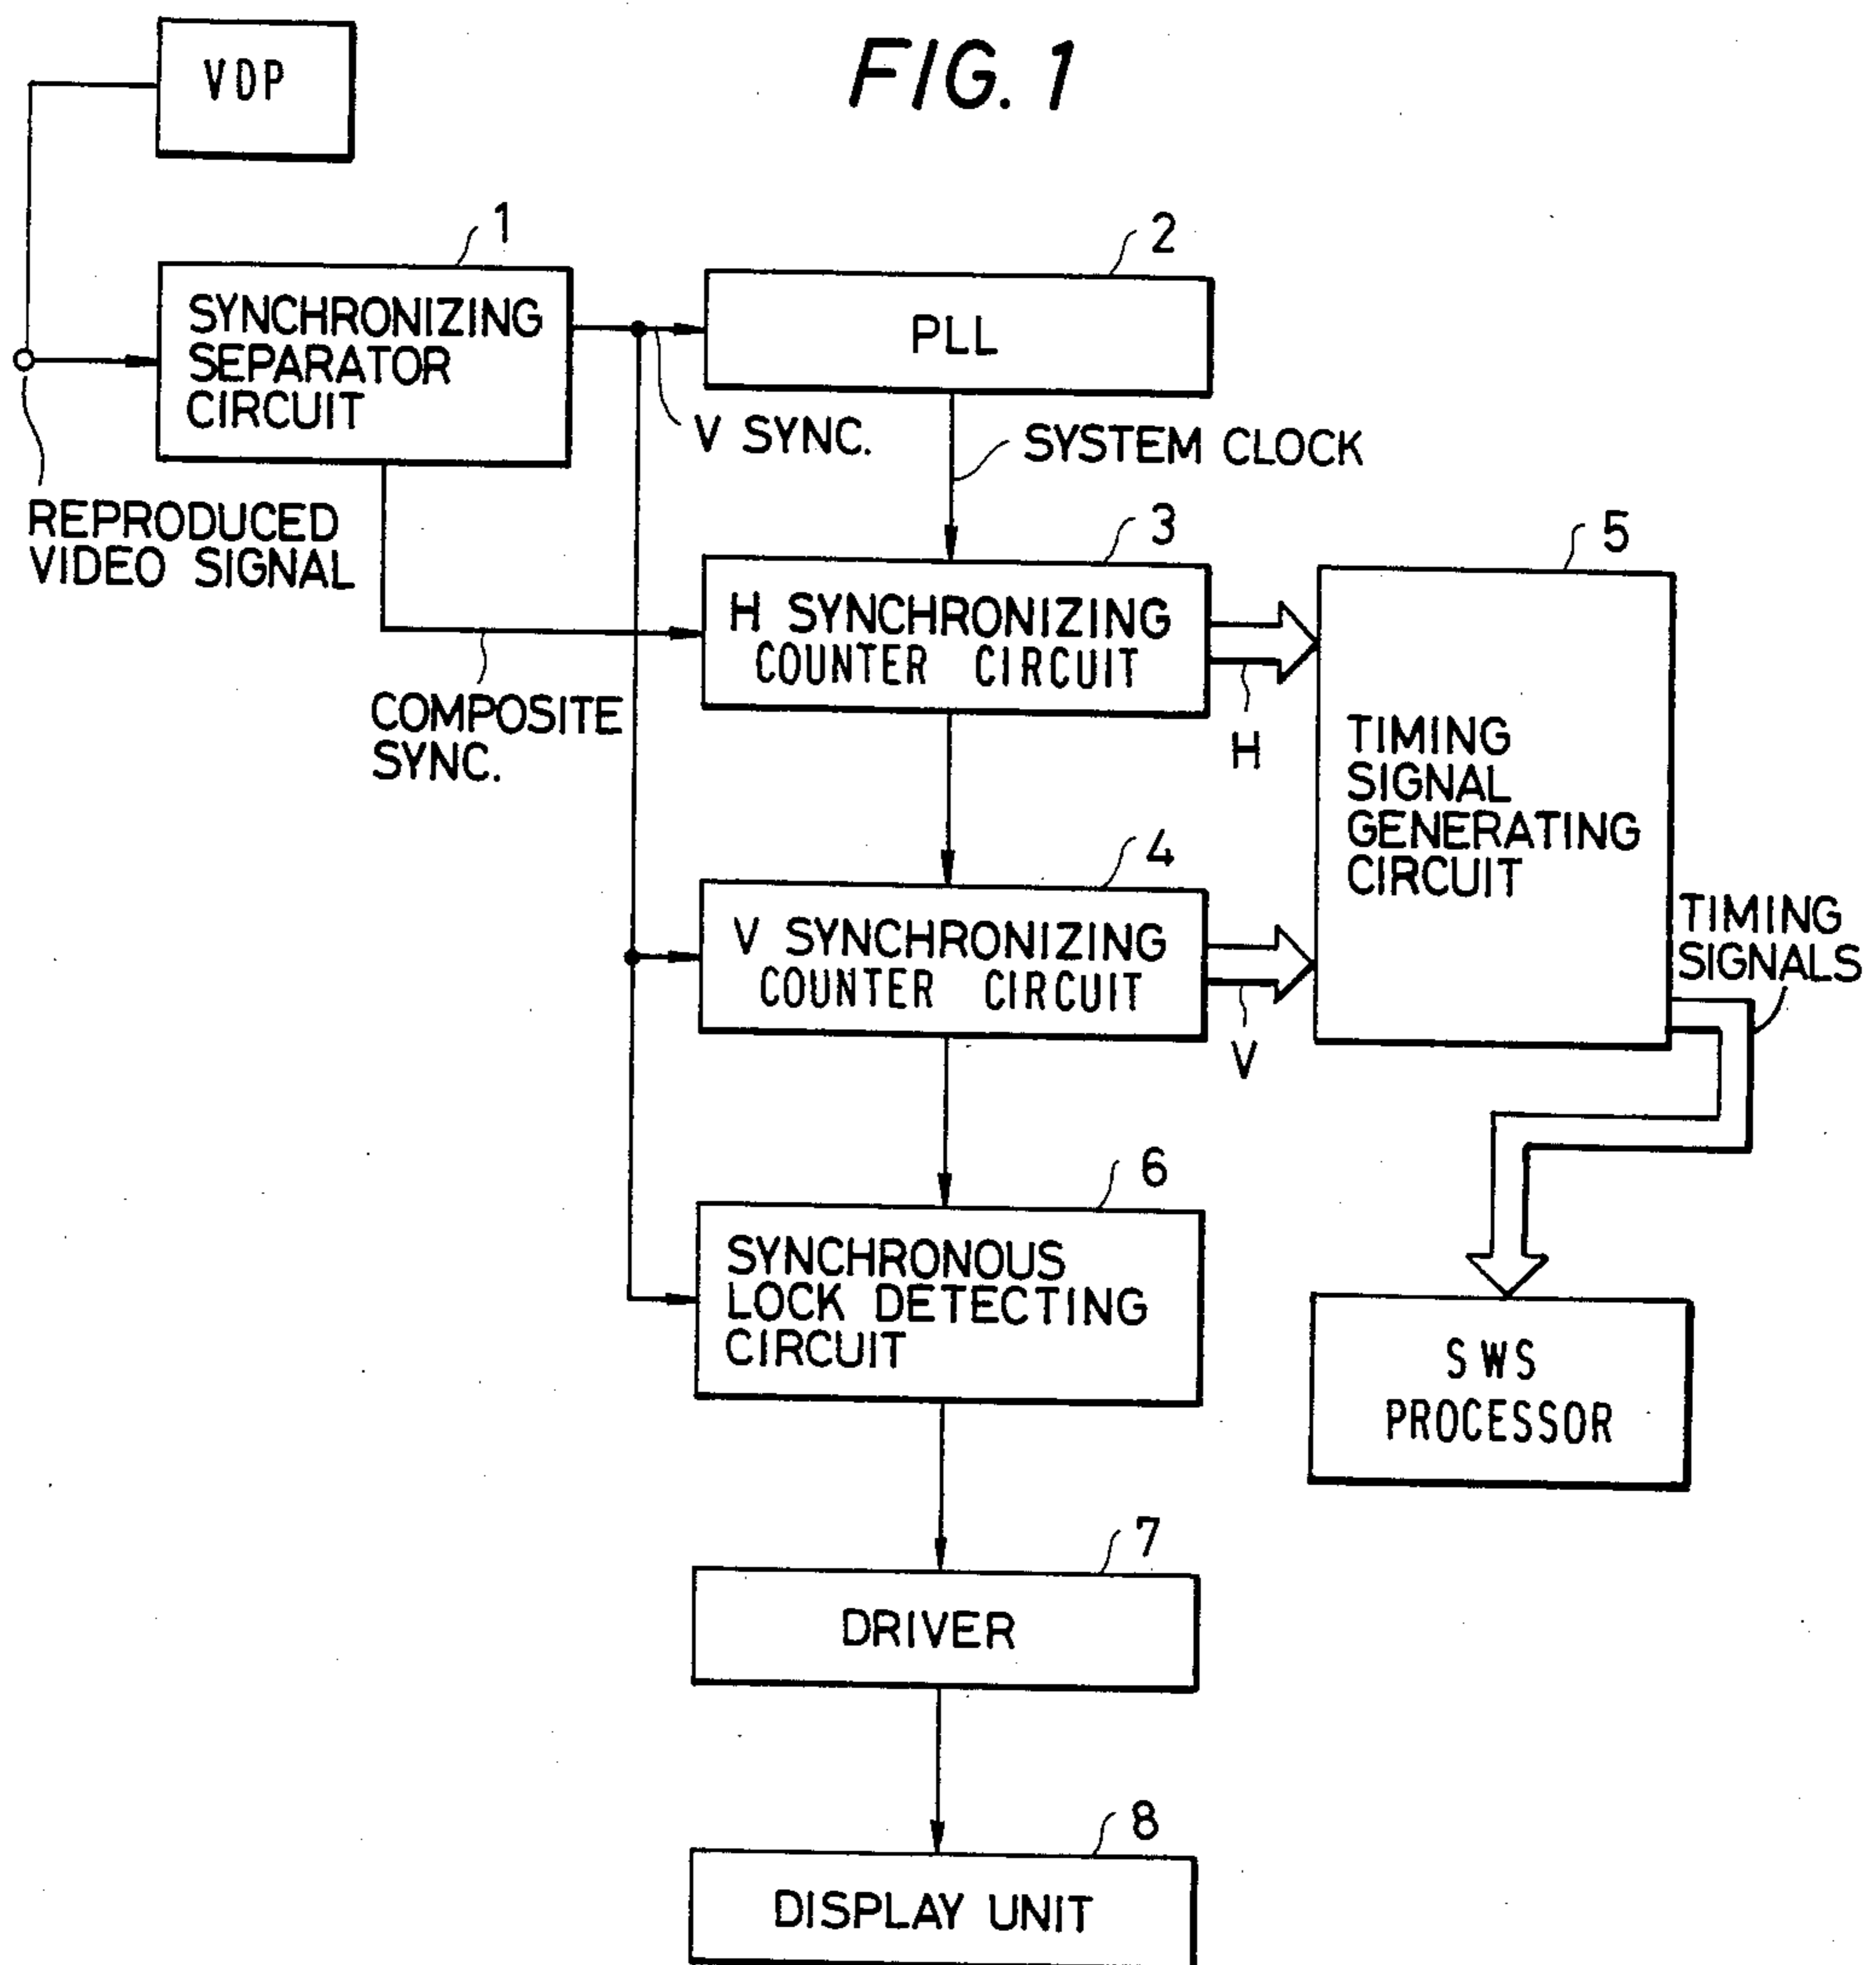 FIG. 1
VDP
1
SYNCHRONIZING
SEPARATOR
CIRCUIT
REPRODUCED
VIDEO SIGNAL
V SYNC.
COMPOSITE
SYNC.
2
PLL
SYSTEM CLOCK
3
H SYNCHRONIZING
COUNTER CIRCUIT
H
4
V SYNCHRONIZING
COUNTER CIRCUIT
V
5
TIMING
SIGNAL
GENERATING
CIRCUIT
TIMING
SIGNALS
6
SYNCHRONOUS
LOCK DETECTING
CIRCUIT
SWS
PROCESSOR
7
DRIVER
8
DISPLAY UNIT